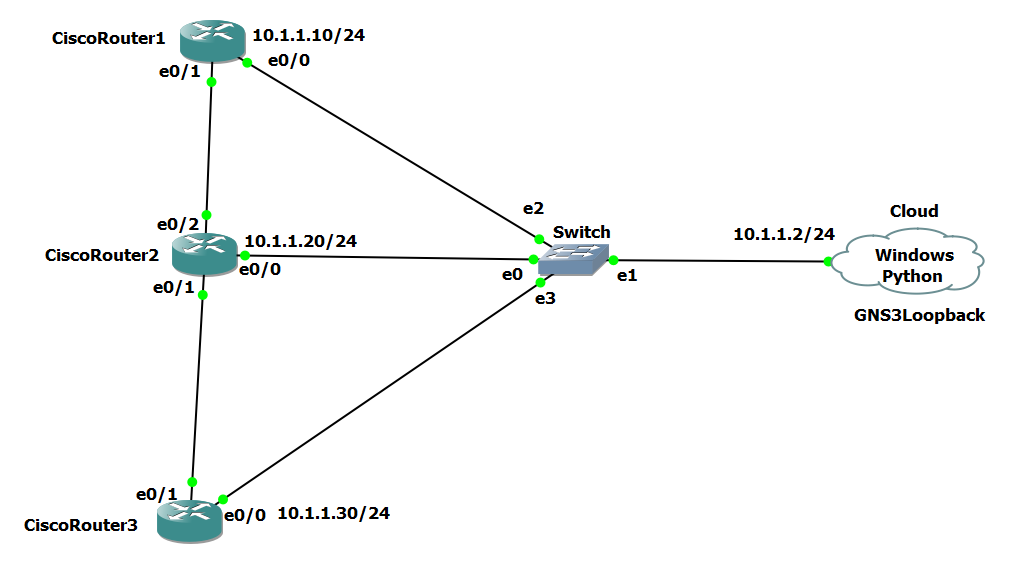 CiscoRouter1
10.1.1.10/24
e0/0
e0/1
e2
e0/2
CiscoRouter2
10.1.1.20/24
e0/0
e0/1
Switch
e0
e1
e3
10.1.1.2/24
Cloud
Windows
Python
GNS3Loopback
e0/1
CiscoRouter3
e0/0
10.1.1.30/24